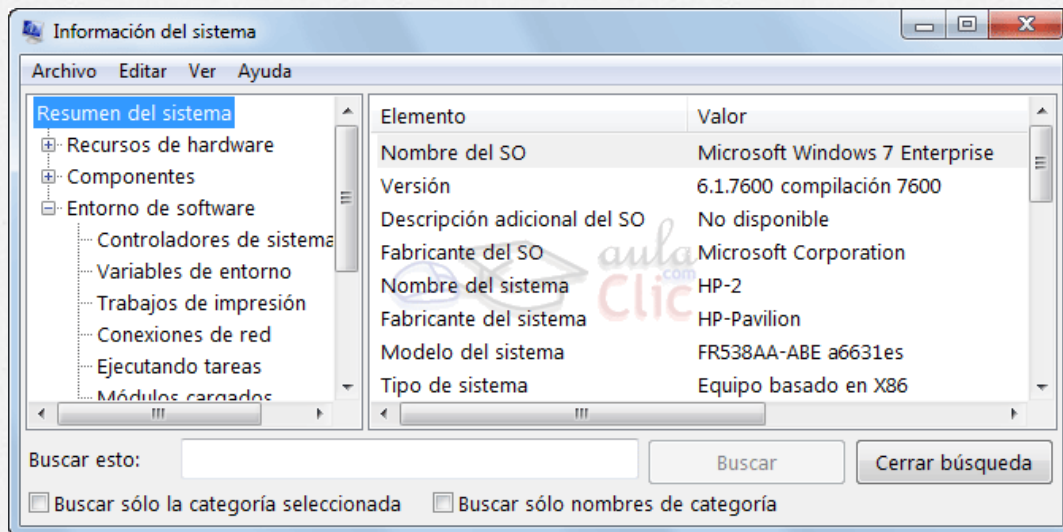 Información del sistema
Archivo Editar Ver Ayuda
Resumen del sistema
Recursos de hardware
Componentes
Entorno de software
Controladores de sistema
Variables de entorno
Trabajos de impresión
Conexiones de red
Ejecutando tareas
Módulos cargados
Elemento Valor
Nombre del SO Microsoft Windows 7 Enterprise
Versión 6.1.7600 compilación 7600
Descripción adicional del SO No disponible
Fabricante del SO Microsoft Corporation
Nombre del sistema HP-2
Fabricante del sistema HP-Pavilion
Modelo del sistema FR538AA-ABE a6631es
Tipo de sistema Equipo basado en X86
aula
.com
Clic
Buscar esto: Buscar Cerrar búsqueda
Buscar sólo la categoría seleccionada Buscar sólo nombres de categoría